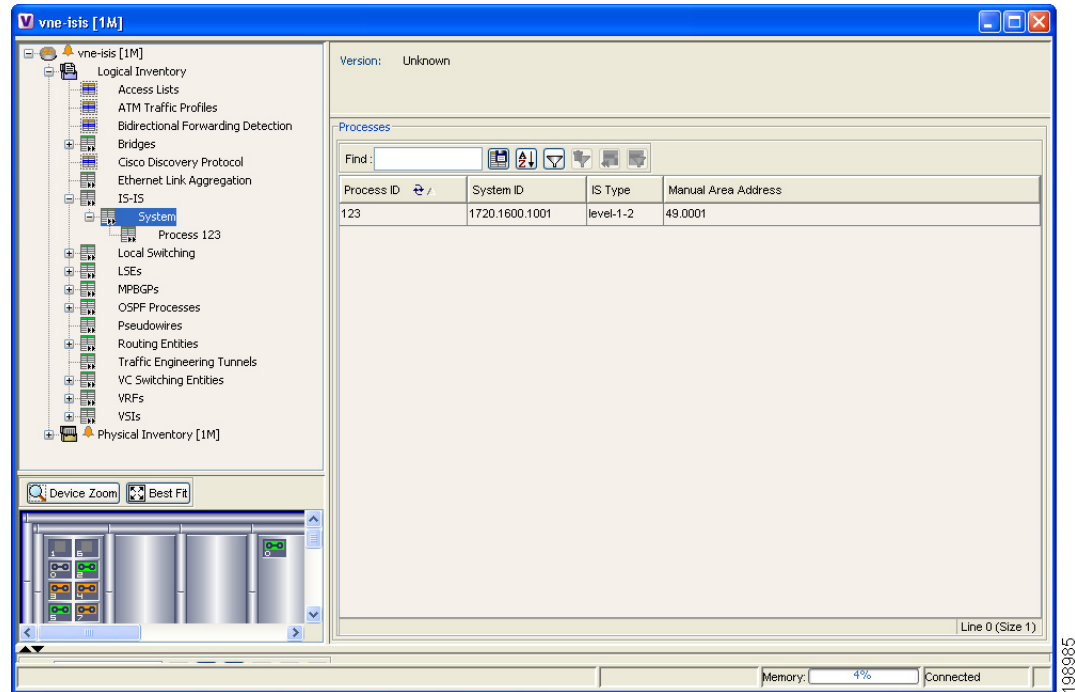 vne-isis [1M]
vne-isis [1M]
Logical Inventory
Access Lists
ATM Traffic Profiles
Bidirectional Forwarding Detection
Bridges
Cisco Discovery Protocol
Ethernet Link Aggregation
IS-IS
System
Process 123
Local Switching
LSEs
MPBGPs
OSPF Processes
Pseudowires
Routing Entities
Traffic Engineering Tunnels
VC Switching Entities
VRFs
VSIs
Physical Inventory [1M]
Device Zoom Best Fit
Version: Unknown
Processes
Find :
Process ID System ID IS Type Manual Area Address
123 1720.1600.1001 level-1-2 49.0001
Line 0 (Size 1)
Memory: 4% Connected
198985